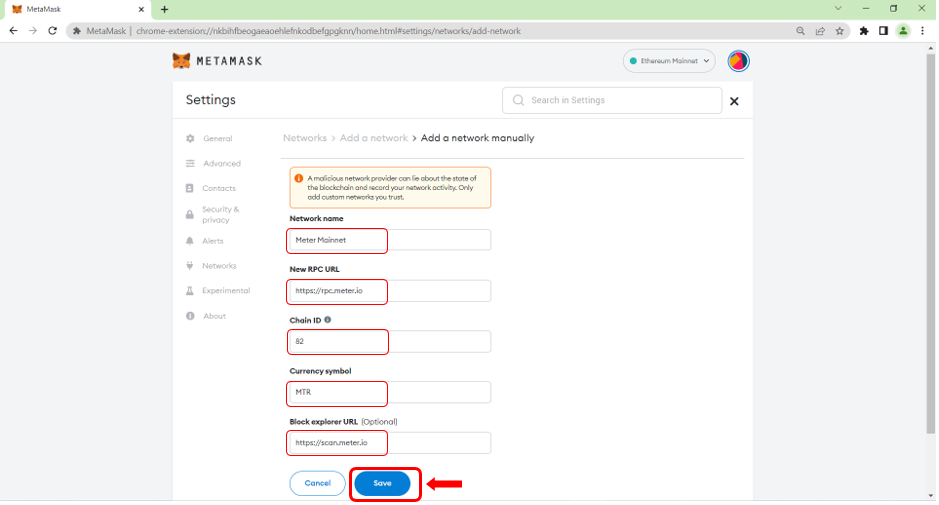 MetaMask
MetaMask | chrome-extension://nkbihfbeogaeaoehlefnkodbefgpgknn/home.html#settings/networks/add-network
METAMASK
Ethereum Mainnet
Settings
Search in Settings
General
Advanced
Contacts
Security &
privacy
Alerts
Networks
Experimental
About
Networks > Add a network > Add a network manually
A malicious network provider can lie about the state of
the blockchain and record your network activity. Only
add custom networks you trust.
Network name
Meter Mainnet
New RPC URL
https://rpc.meter.io
Chain ID
82
Currency symbol
MTR
Block explorer URL (Optional)
https://scan.meter.io
Cancel
Save